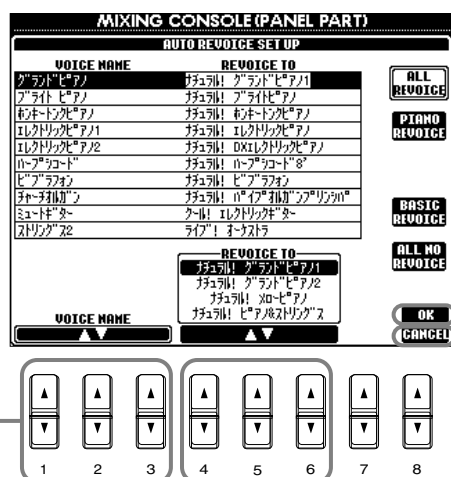 MIXING CONSOLE(PANEL PART)
AUTO REVOICE SET UP
VOICE NAME REVOICE TO
グランドピアノ ナチュラル! グランドピアノ1
ブライト ピアノ ナチュラル! ブライトピアノ
ホンキートンクピアノ ナチュラル! ホンキートンクピアノ
エレクトリックピアノ1 ナチュラル! エレクトリックピアノ
エレクトリックピアノ2 ナチュラル! DXエレクトリックピアノ
ハープシコード ナチュラル! ハープシコード8'
ビブラフォン ナチュラル! ビブラフォン
チャーチオルガン ナチュラル! パイプオルガンプリンシパ
ミュートギター クール! エレクトリックギター
ストリングス2 ライブ! オーケストラ
ALL
REVOICE
PIANO
REVOICE
BASIC
REVOICE
ALL NO
REVOICE
REVOICE TO
ナチュラル! グランドピアノ1
ナチュラル! グランドピアノ2
ナチュラル! メローピアノ
ナチュラル! ピアノ&ストリングス
VOICE NAME
OK
CANCEL
1 2 3 4 5 6 7 8